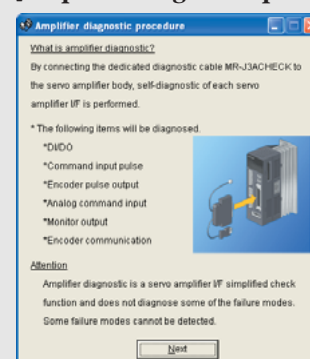 Amplifier diagnostic procedure
What is amplifier diagnostic?
By connecting the dedicated diagnostic cable MR-J3ACHECK to
the servo amplifier body, self-diagnostic of each servo
amplifier I/F is performed.
* The following items will be diagnosed.
*DI/DO
*Command input pulse
*Encoder pulse output
*Analog command input
*Monitor output
*Encoder communication
Attention
Amplifier diagnostic is a servo amplifier I/F simplified check
function and does not diagnose some of the failure modes.
Some failure modes cannot be detected.
Next